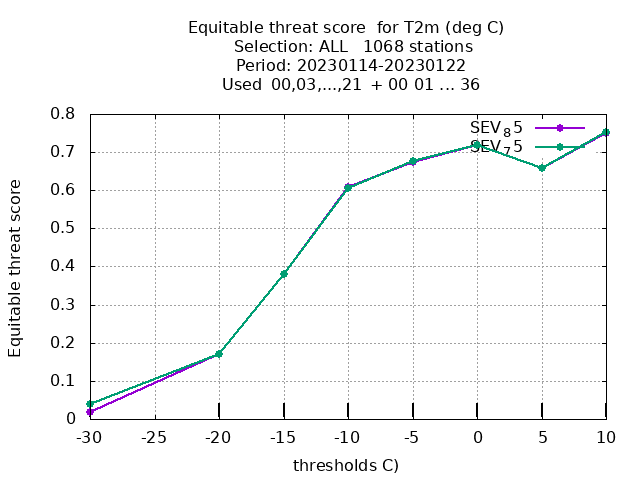 Equitable threat score  for T2m (deg C)
Selection: ALL   1068 stations
Period: 20230114-20230122
Used  00,03,...,21  + 00 01 ... 36
SEV₈5
SEV₇5
0.8
0.7
0.6
0.5
0.4
0.3
0.2
0.1
0
Equitable threat score
-30 -25 -20 -15 -10 -5 0 5 10
thresholds C)